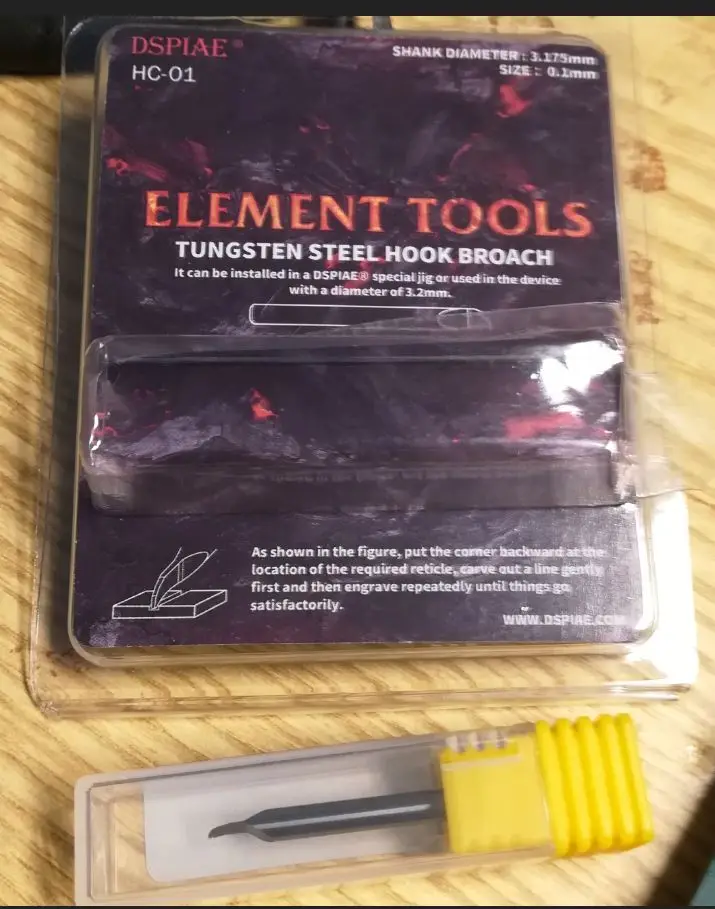 DSPIAE®
HC-01
SHANK DIAMETER : 3.175mm
SIZE : 0.1mm
ELEMENT TOOLS
TUNGSTEN STEEL HOOK BROACH
It can be installed in a DSPIAE® special jig or used in the device
with a diameter of 3.2mm.
As shown in the figure, put the corner backward at the
location of the required reticle, carve out a line gently
first and then engrave repeatedly until things go
satisfactorily.
WWW.DSPIAE.COM